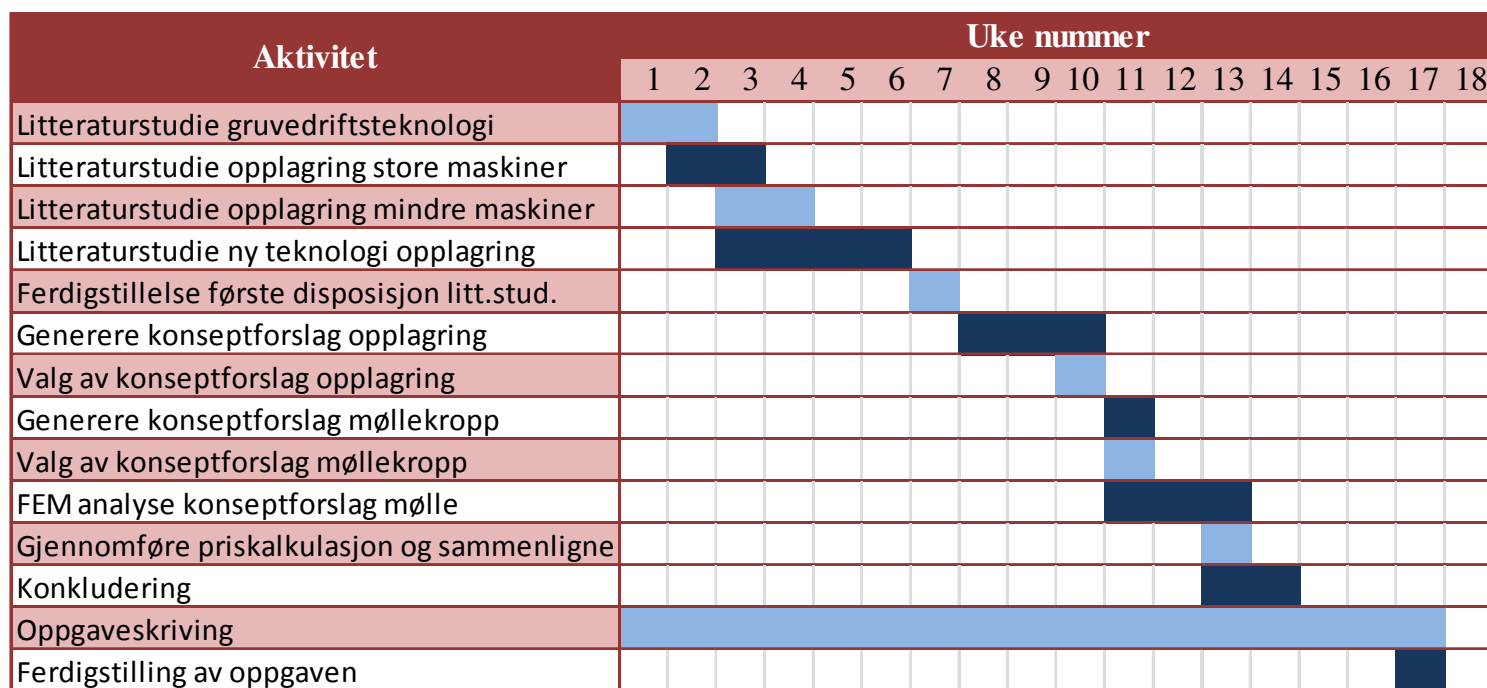 Aktivitet
Uke nummer
1 2 3 4 5 6 7 8 9 10 11 12 13 14 15 16 17 18
Litteraturstudie gruvedriftsteknologi
Litteraturstudie opplagring store maskiner
Litteraturstudie opplagring mindre maskiner
Litteraturstudie ny teknologi opplagring
Ferdigstillelse første disposisjon litt.stud.
Generere konseptforslag opplagring
Valg av konseptforslag opplagring
Generere konseptforslag møllekropp
Valg av konseptforslag møllekropp
FEM analyse konseptforslag mølle
Gjennomføre priskalkulasjon og sammenligne
Konkludering
Oppgaveskriving
Ferdigstilling av oppgaven